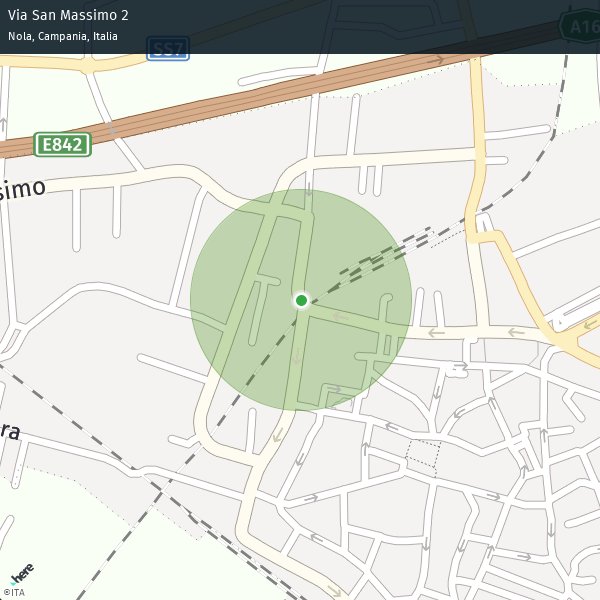 Via San Massimo 2
Nola, Campania, Italia
SS7
A16
E842
simo
ra
here
©ITA